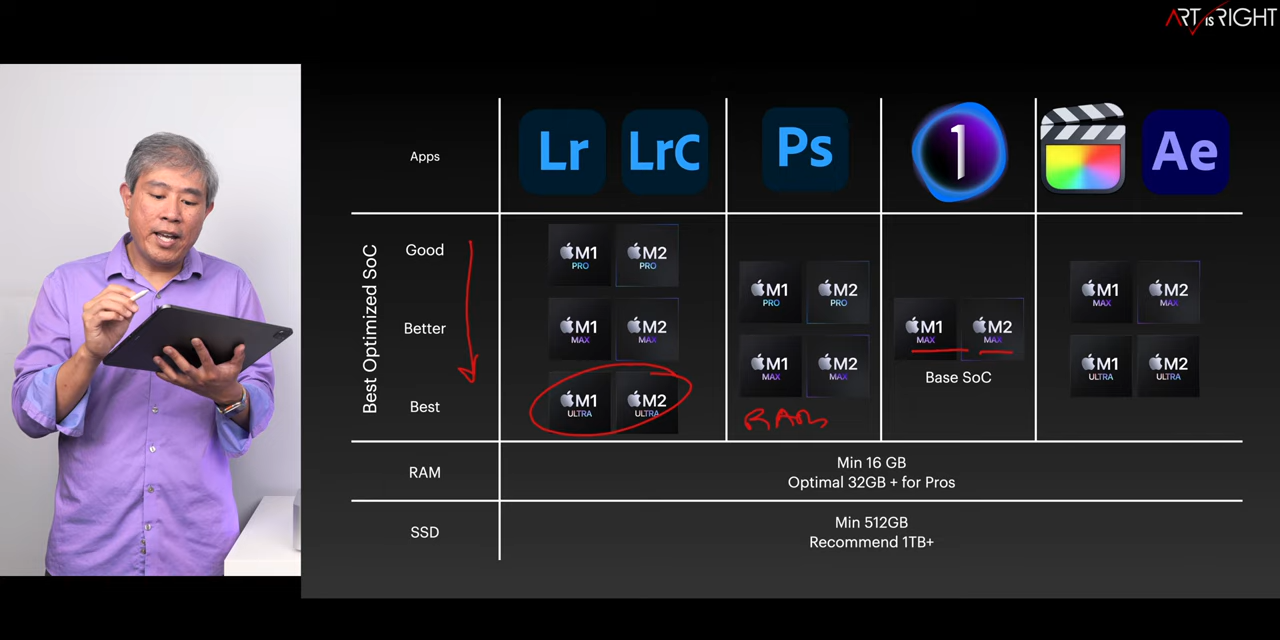 ART is RIGHT
Apps
Lr
LrC
Ps
1
Ae
Best Optimized SoC
Good
Better
Best
M1 PRO
M2 PRO
M1 MAX
M2 MAX
M1 ULTRA
M2 ULTRA
M1 PRO
M2 PRO
M1 MAX
M2 MAX
RAM
M1 MAX
M2 MAX
Base SoC
M1 MAX
M2 MAX
M1 ULTRA
M2 ULTRA
RAM
Min 16 GB
Optimal 32GB + for Pros
SSD
Min 512GB
Recommend 1TB+